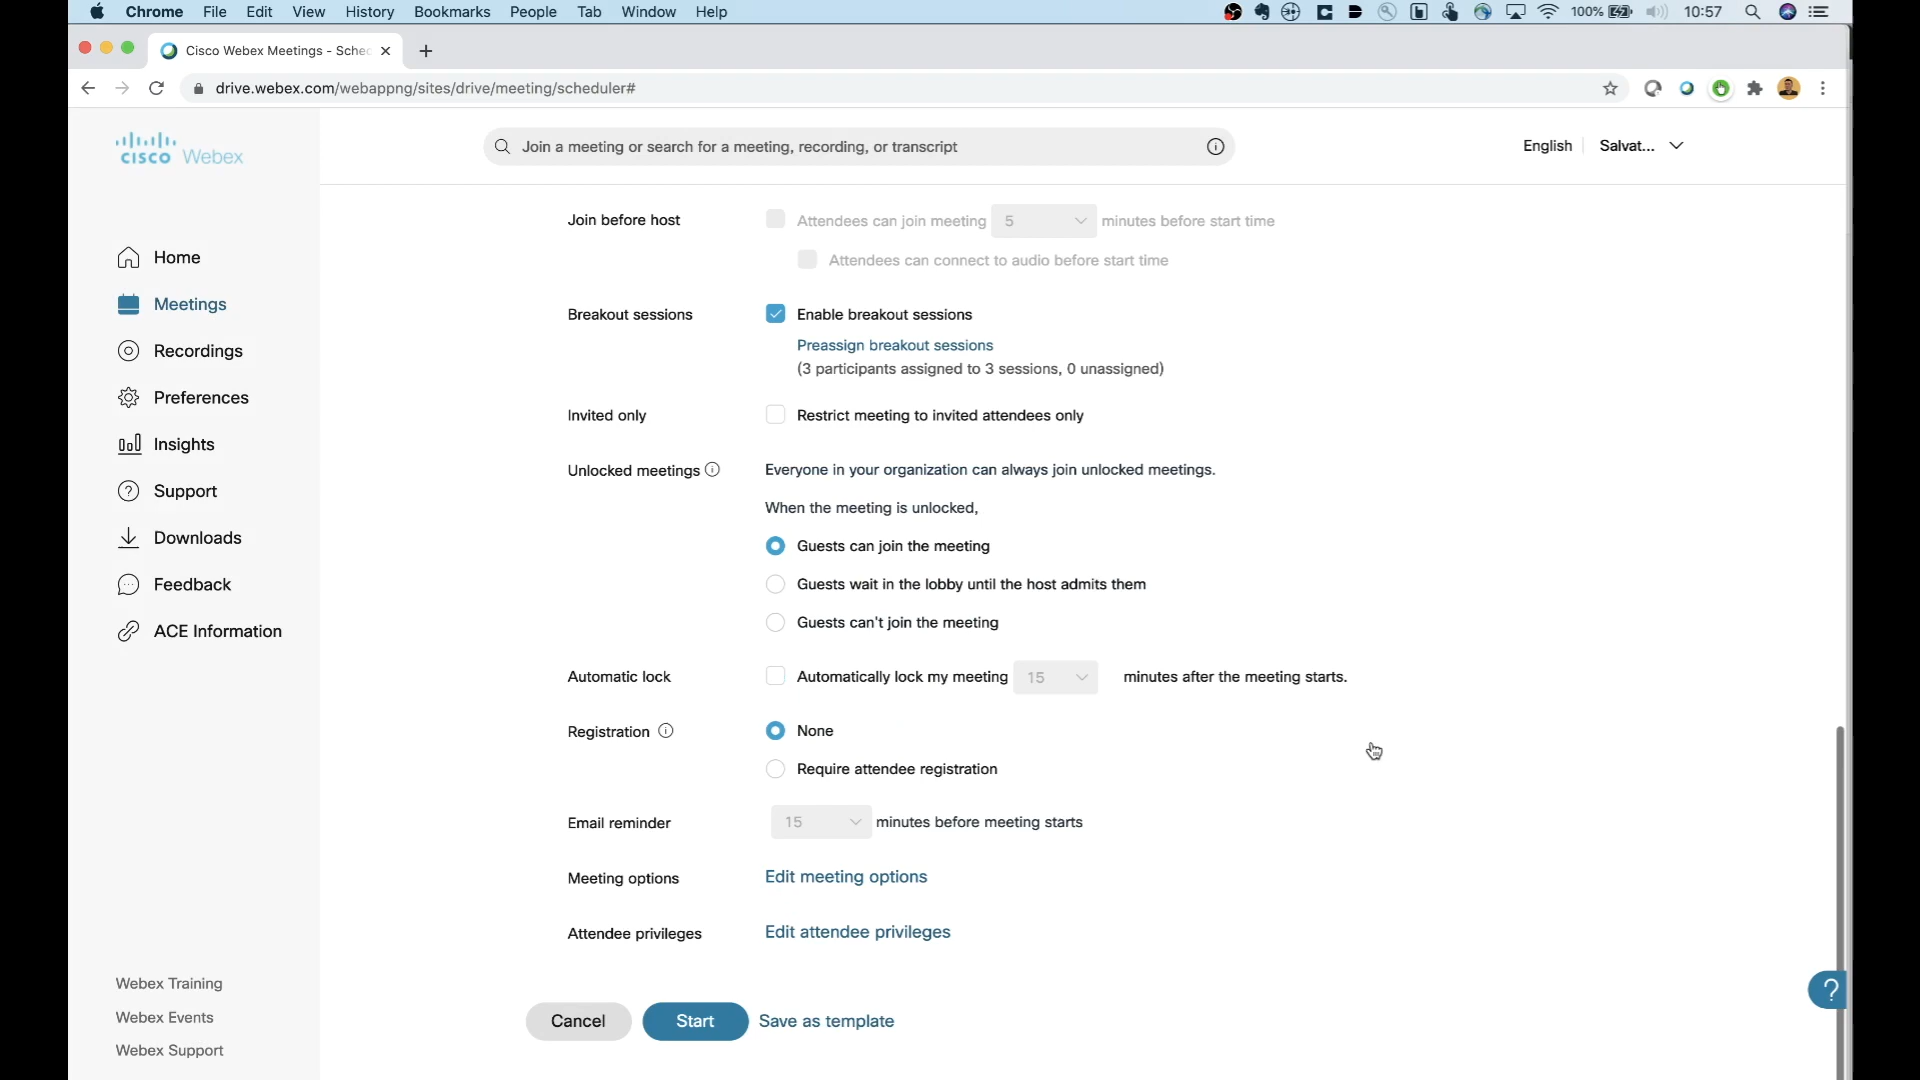 Chrome File Edit View History Bookmarks People Tab Window Help 100% 10:57
Cisco Webex Meetings - Sche
drive.webex.com/webappng/sites/drive/meeting/scheduler#
CISCO Webex
Join a meeting or search for a meeting, recording, or transcript
English Salvat...
Home
Meetings
Recordings
Preferences
Insights
Support
Downloads
Feedback
ACE Information
Webex Training
Webex Events
Webex Support
Join before host Attendees can join meeting 5 minutes before start time
Attendees can connect to audio before start time
Breakout sessions Enable breakout sessions
Preassign breakout sessions
(3 participants assigned to 3 sessions, 0 unassigned)
Invited only Restrict meeting to invited attendees only
Unlocked meetings Everyone in your organization can always join unlocked meetings.
When the meeting is unlocked,
Guests can join the meeting
Guests wait in the lobby until the host admits them
Guests can't join the meeting
Automatic lock Automatically lock my meeting 15 minutes after the meeting starts.
Registration None
Require attendee registration
Email reminder 15 minutes before meeting starts
Meeting options Edit meeting options
Attendee privileges Edit attendee privileges
Cancel Start Save as template
?